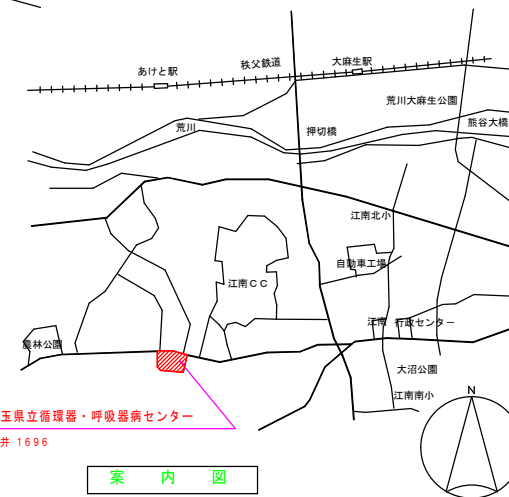 秩父鉄道
大麻生駅
あけと駅
荒川大麻生公園
熊谷大橋
荒川
押切橋
江南北小
自動車工場
江南CC
江南 行政センター
農林公園
大沼公園
江南南小
玉県立循環器・呼吸器病センター
井 1696
N
案 内 図